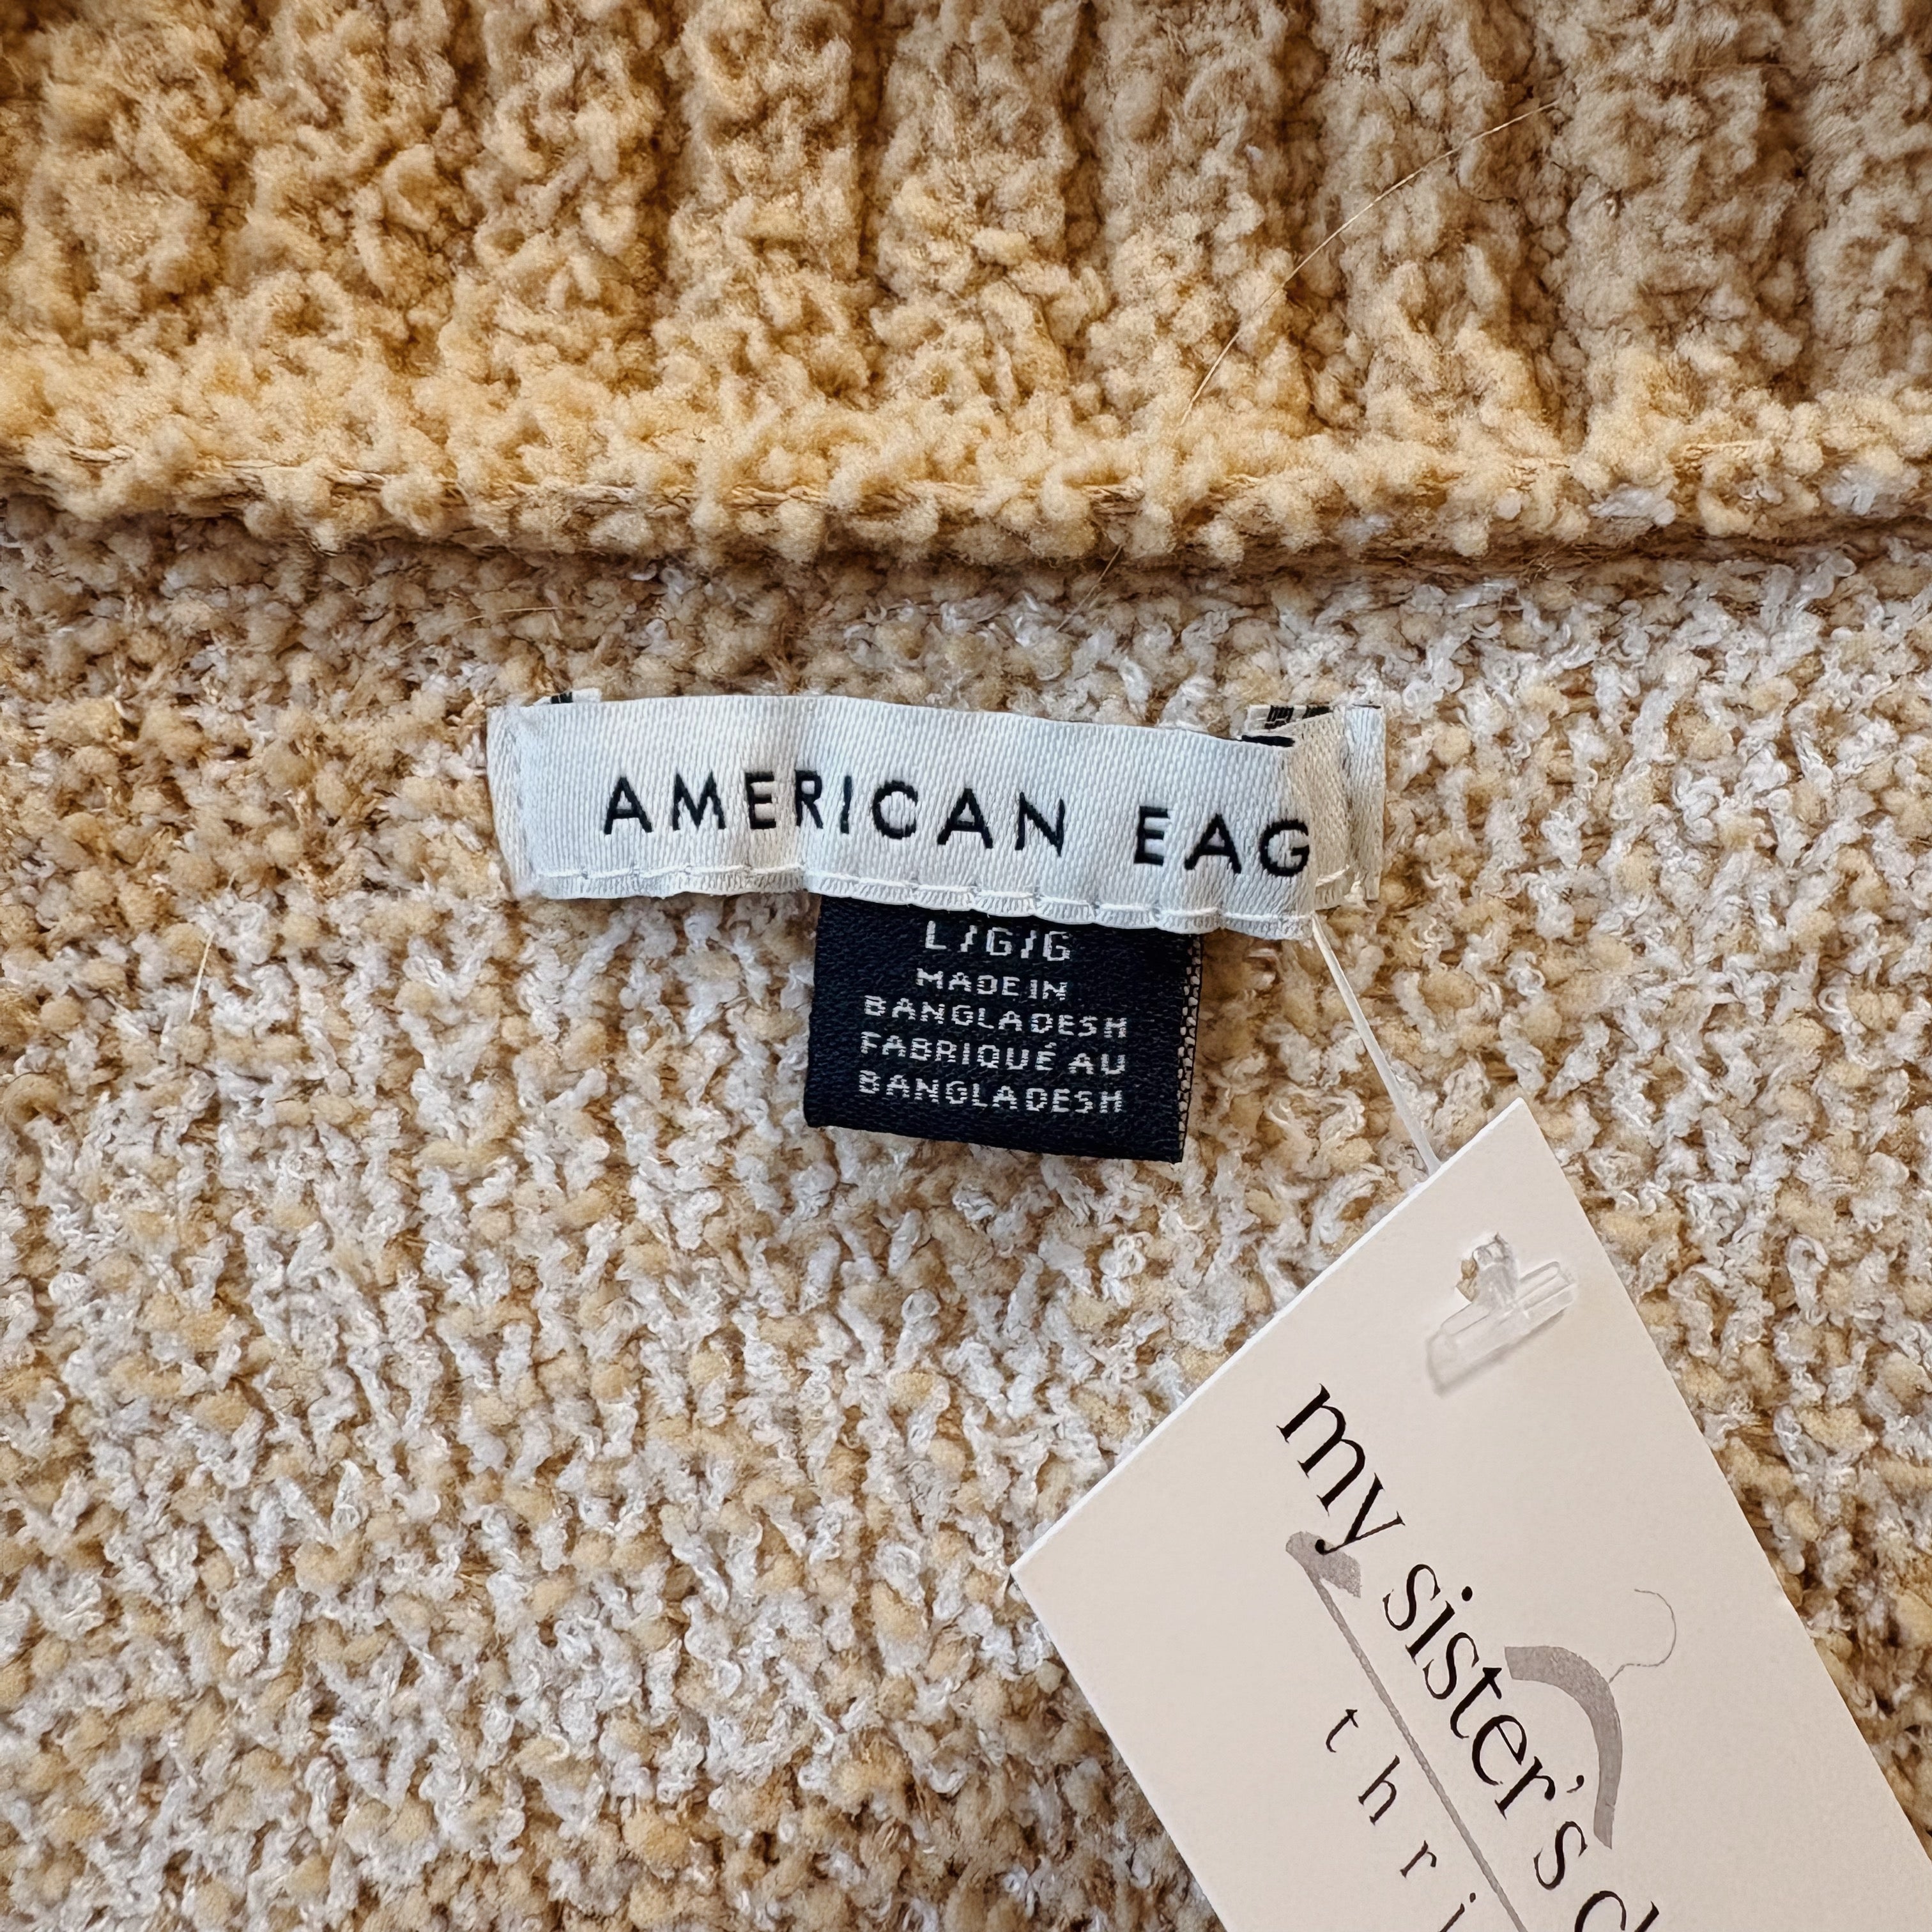 AMERICAN EAG
L/G/G
MADE IN
BANGLADESH
FABRIQUÉ AU
BANGLADESH
my sister's c
thri